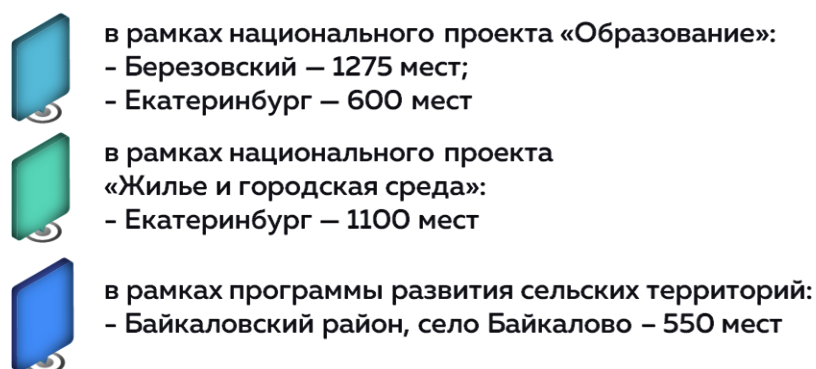 в рамках национального проекта «Образование»:
- Березовский — 1275 мест;
- Екатеринбург — 600 мест
в рамках национального проекта
«Жилье и городская среда»:
- Екатеринбург — 1100 мест
в рамках программы развития сельских территорий:
- Байкаловский район, село Байкалово – 550 мест